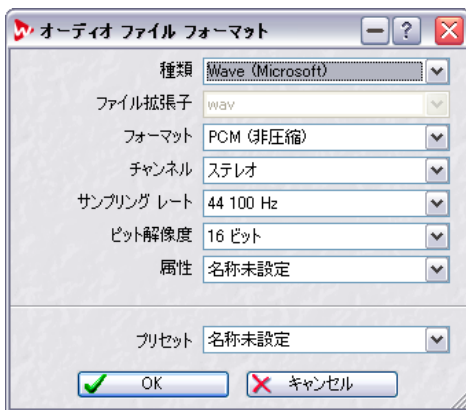 オーディオ ファイル フォーマット
種類 Wave (Microsoft)
ファイル拡張子 wav
フォーマット PCM (非圧縮)
チャンネル ステレオ
サンプリング レート 44 100 Hz
ビット解像度 16 ビット
属性 名称未設定
プリセット 名称未設定
OK キャンセル